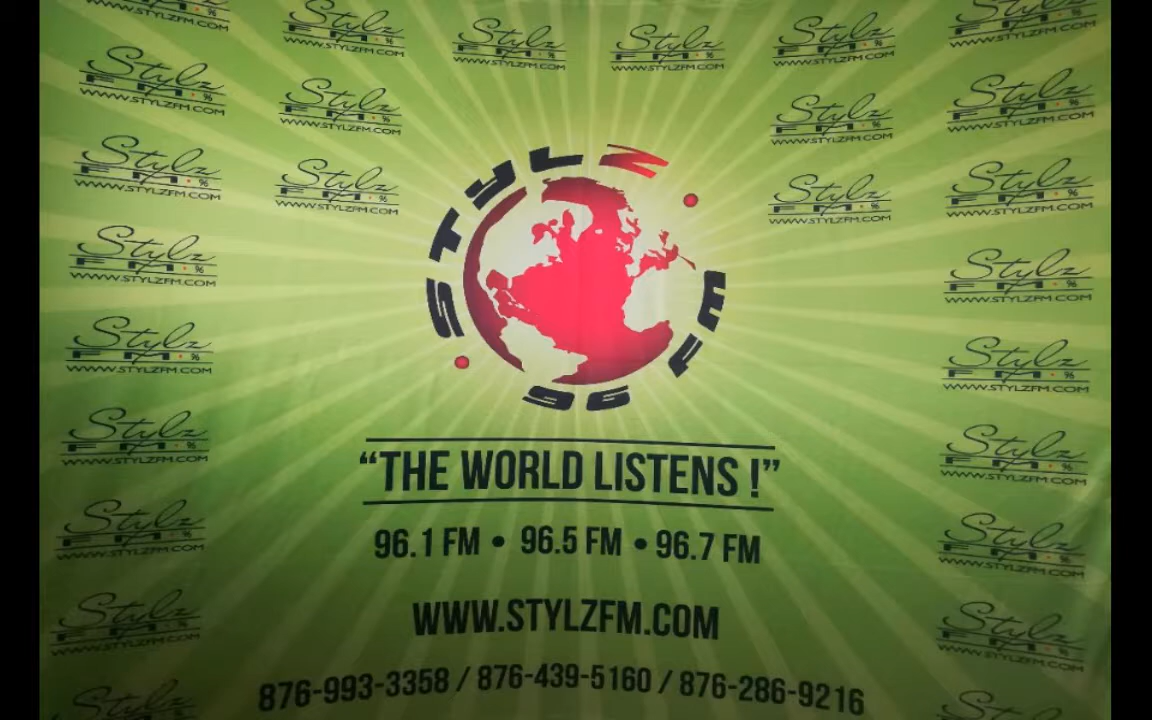 STYLZ FM 96
"THE WORLD LISTENS !"
96.1 FM • 96.5 FM • 96.7 FM
WWW.STYLZFM.COM
876-993-3358 / 876-439-5160 / 876-286-9216
Stylz
FM 96
WWW.STYLZFM.COM